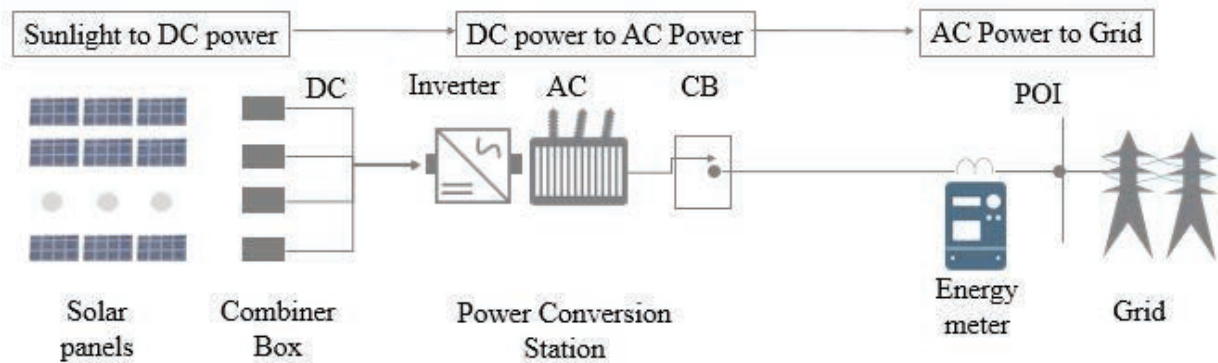 Sunlight to DC power
DC power to AC Power
AC Power to Grid
DC
Inverter
AC
CB
POI
Solar
panels
Combiner
Box
Power Conversion
Station
Energy
meter
Grid